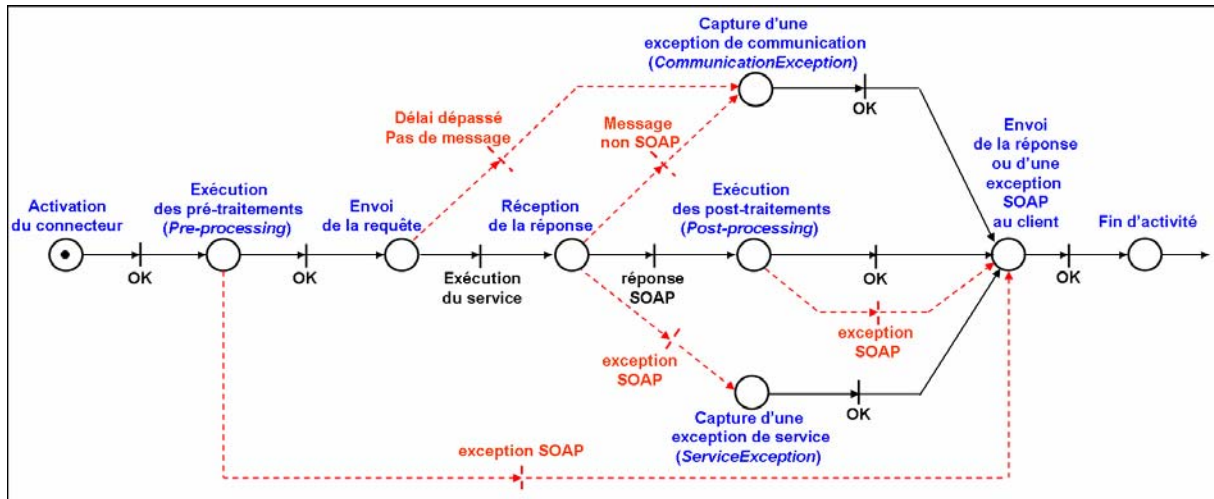 Capture d'une
exception de communication
(CommunicationException)
OK
Délai dépassé
Pas de message
Message
non SOAP
Envoi
de la réponse
ou d'une
exception
SOAP
au client
Activation
du connecteur
Exécution
des pré-traitements
(Pre-processing)
Envoi
de la requête
Réception
de la réponse
Exécution
des post-traitements
(Post-processing)
Fin d'activité
OK
OK
Exécution
du service
réponse
SOAP
OK
OK
exception
SOAP
exception
SOAP
OK
Capture d'une
exception de service
(ServiceException)
exception SOAP